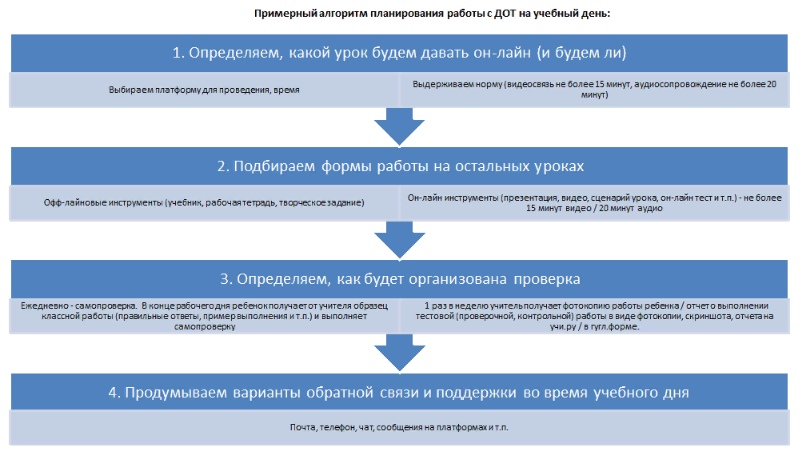 Примерный алгоритм планирования работы с ДОТ на учебный день:
1. Определяем, какой урок будем давать он-лайн (и будем ли)
Выбираем платформу для проведения, время
Выдерживаем норму (видеосвязь не более 15 минут, аудиосопровождение не более 20
минут)
2. Подбираем формы работы на остальных уроках
Офф-лайновые инструменты (учебник, рабочая тетрадь, творческое задание)
Он-лайн инструменты (презентация, видео, сценарий урока, он-лайн тест и т.п.) - не более
15 минут видео / 20 минут аудио
3. Определяем, как будет организована проверка
Ежедневно - самопроверка. В конце рабочего дня ребенок получает от учителя образец
классной работы (правильные ответы, пример выполнения и т.п.) и выполняет
самопроверку
1 раз в неделю учитель получает фотокопию работы ребенка / отчет о выполнении
тестовой (проверочной, контрольной) работы в виде фотокопии, скриншота, отчета на
учи.ру / в гугл.форме.
4. Продумываем варианты обратной связи и поддержки во время учебного дня
Почта, телефон, чат, сообщения на платформах и т.п.